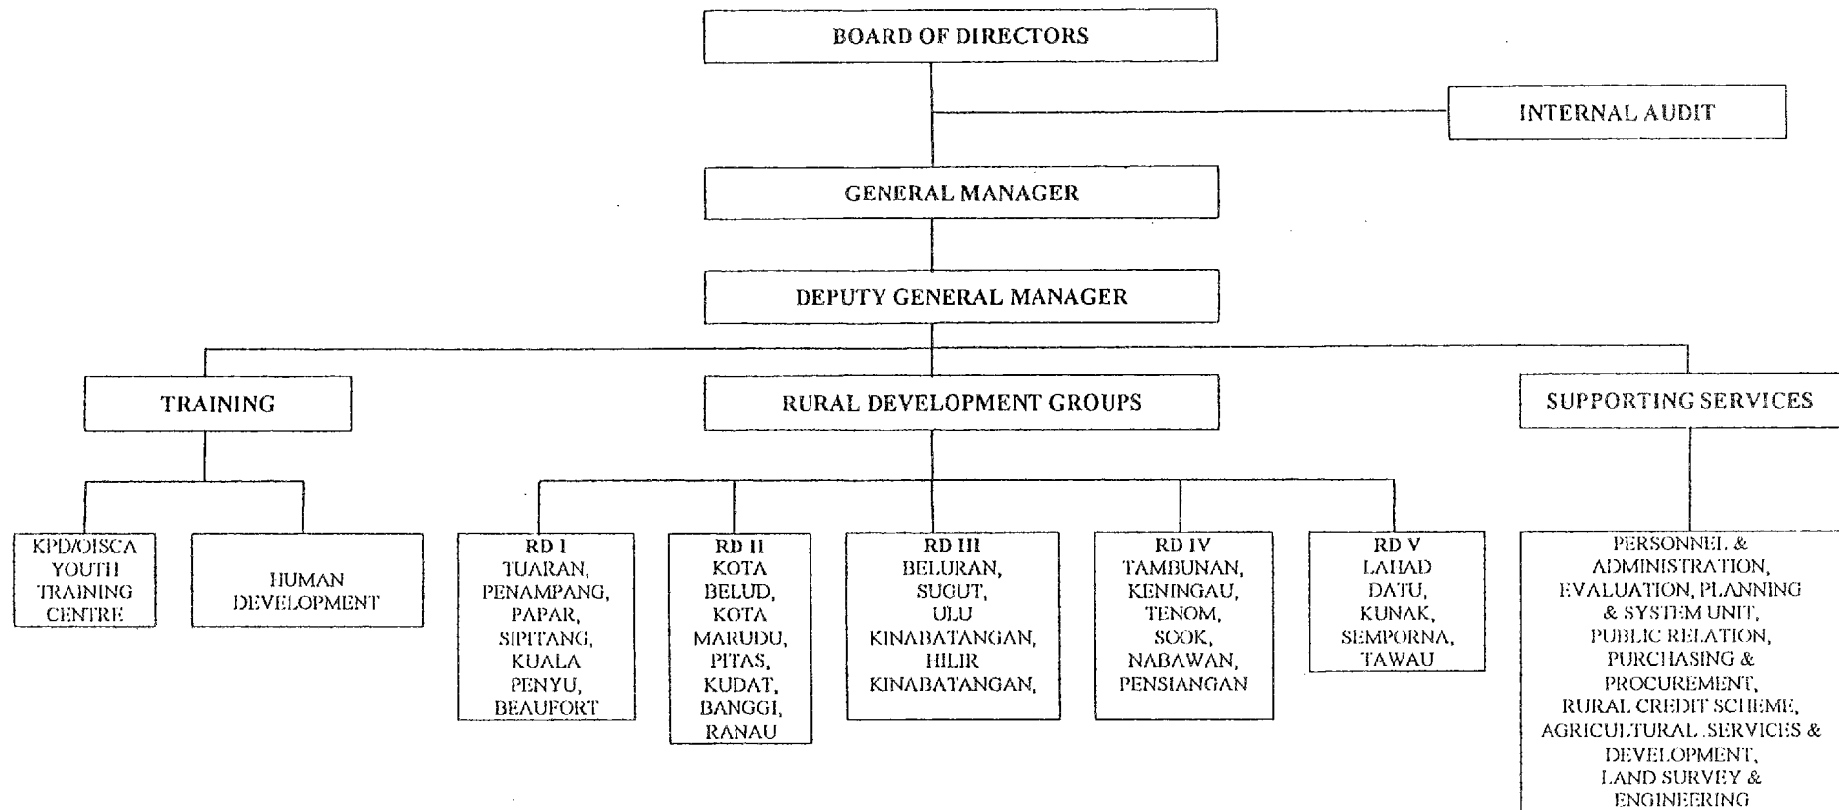 BOARD OF DIRECTORS
INTERNAL AUDIT
GENERAL MANAGER
DEPUTY GENERAL MANAGER
TRAINING
RURAL DEVELOPMENT GROUPS
SUPPORTING SERVICES
KPD/OISCA
YOUTH
TRAINING
CENTRE
HUMAN
DEVELOPMENT
RD I
TUARAN,
PENAMPANG,
PAPAR,
SIPITANG,
KUALA
PENYU,
BEAUFORT
RD II
KOTA
BELUD,
KOTA
MARUDU,
PITAS,
KUDAT,
BANGGI,
RANAU
RD III
BELURAN,
SUGUT,
ULU
KINABATANGAN,
HILIR
KINABATANGAN,
RD IV
TAMBUNAN,
KENINGAU,
TENOM,
SOOK,
NABAWAN,
PENSIANGAN
RD V
LAHAD
DATU,
KUNAK,
SEMPORNA,
TAWAU
PERSONNEL &
ADMINISTRATION,
EVALUATION, PLANNING
& SYSTEM UNIT,
PUBLIC RELATION,
PURCHASING &
PROCUREMENT,
RURAL CREDIT SCHEME,
AGRICULTURAL SERVICES &
DEVELOPMENT,
LAND SURVEY &
ENGINEERING